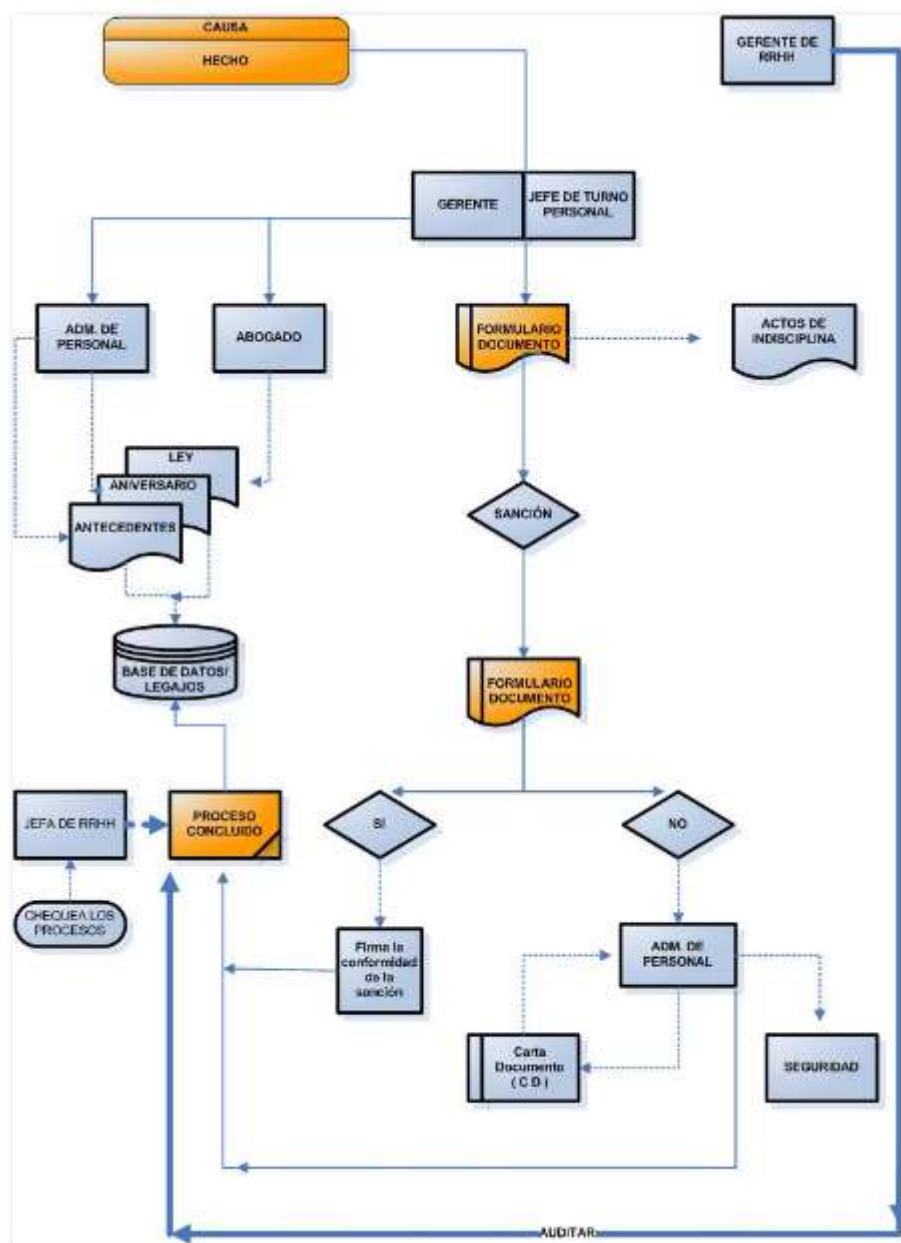 CAUSA
HECHO
GERENTE DE
RRHH
GERENTE
JEFE DE TURNO
PERSONAL
ADM. DE
PERSONAL
ABOGADO
FORMULARIO
DOCUMENTO
ACTOS DE
INDISCIPLINA
LEY
ANIVERSARIO
ANTECEDENTES
SANCIÓN
BASE DE DATOS/
LEGAJOS
FORMULARIO
DOCUMENTO
JEFA DE RRHH
PROCESO
CONCLUIDO
SI
NO
CHEQUEA LOS
PROCESOS
Firma la
conformidad
de la
sanción
ADM. DE
PERSONAL
Carta
Documento
( C D )
SEGURIDAD
AUDITAR